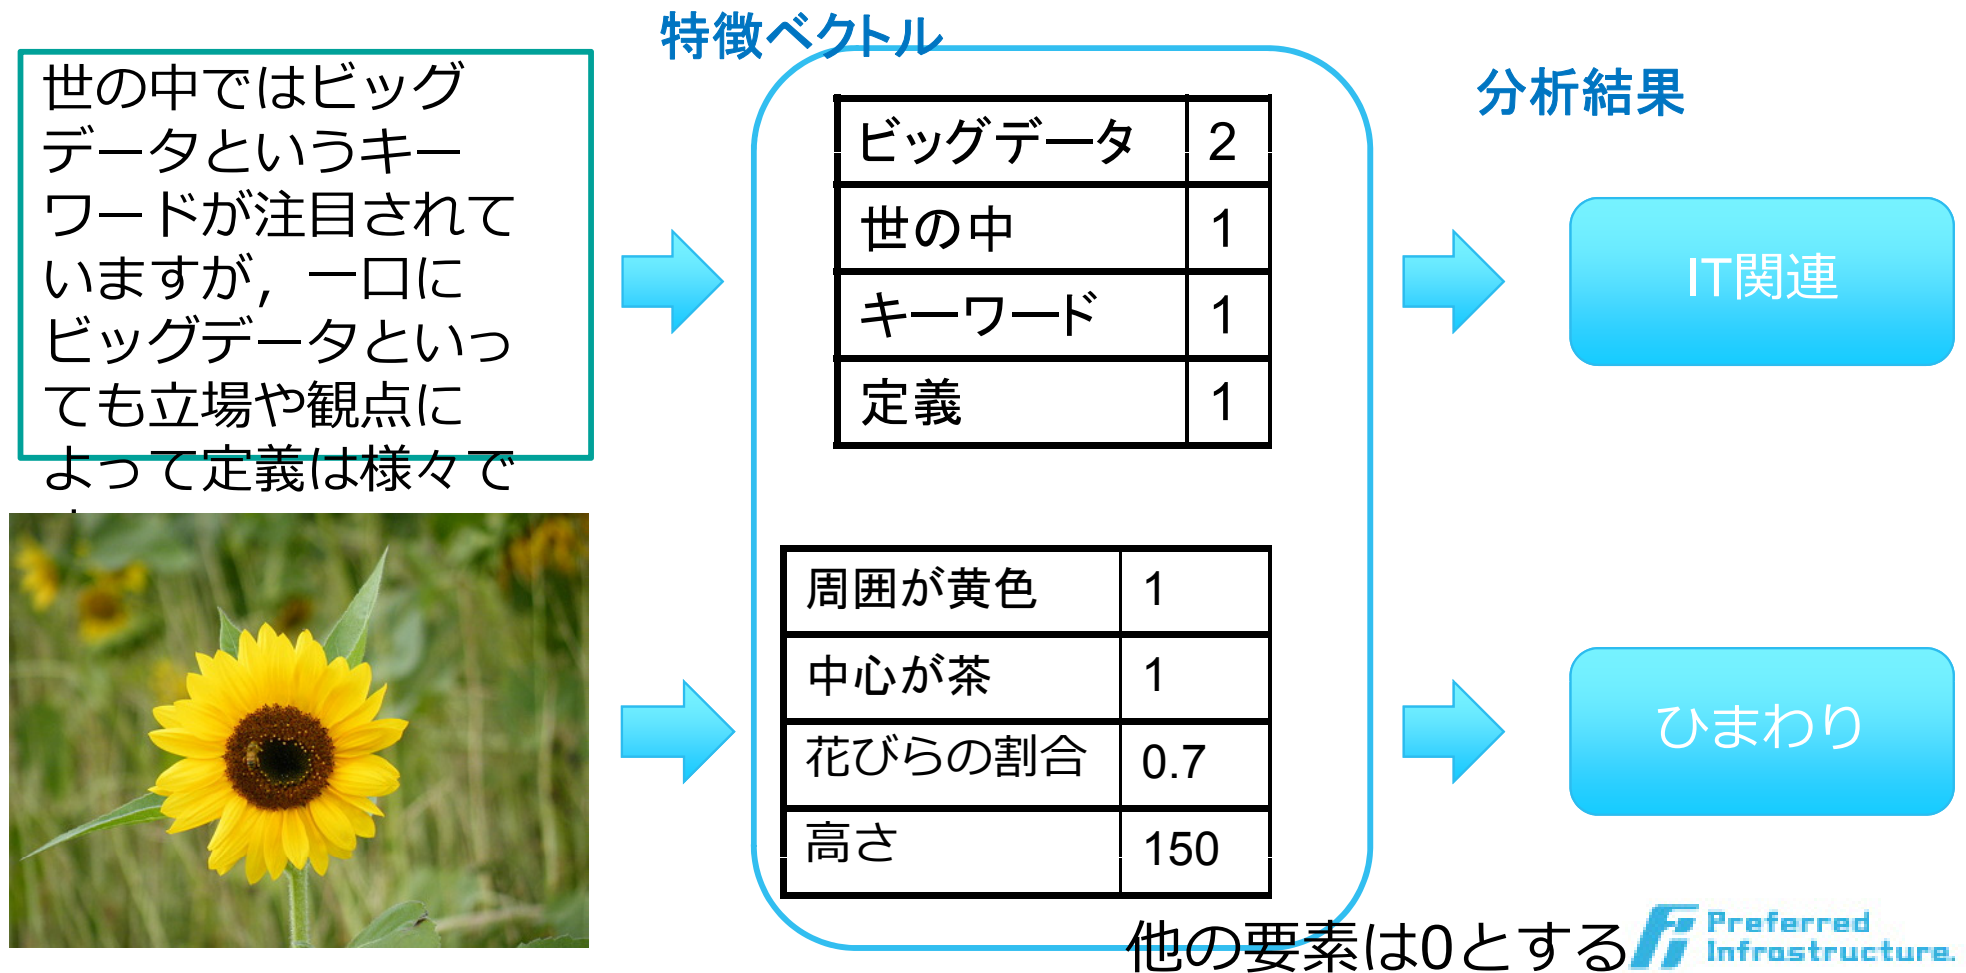 特徴ベクトル
分析結果
世の中ではビッグ
データというキー
ワードが注目されて
いますが，一口に
ビッグデータといっ
ても立場や観点に
よって定義は様々で
ビッグデータ 2
世の中 1
キーワード 1
定義 1
IT関連
周囲が黄色 1
中心が茶 1
花びらの割合 0.7
高さ 150
ひまわり
他の要素は0とする
Preferred
Infrastructure.